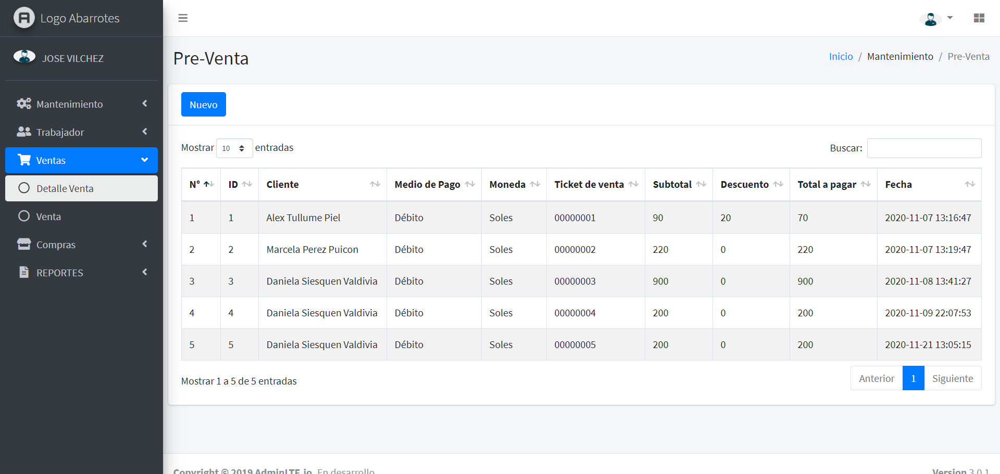 Logo Abarrotes
JOSE VILCHEZ
Mantenimiento
Trabajador
Ventas
Detalle Venta
Venta
Compras
REPORTES
Pre-Venta
Inicio / Mantenimiento / Pre-Venta
Nuevo
Mostrar 10 entradas
Buscar:
N° ID Cliente Medio de Pago Moneda Ticket de venta Subtotal Descuento Total a pagar Fecha
1 1 Alex Tullume Piel Débito Soles 00000001 90 20 70 2020-11-07 13:16:47
2 2 Marcela Perez Puicon Débito Soles 00000002 220 0 220 2020-11-07 13:19:47
3 3 Daniela Siesquen Valdivia Débito Soles 00000003 900 0 900 2020-11-08 13:41:27
4 4 Daniela Siesquen Valdivia Débito Soles 00000004 200 0 200 2020-11-09 22:07:53
5 5 Daniela Siesquen Valdivia Débito Soles 00000005 200 0 200 2020-11-21 13:05:15
Mostrar 1 a 5 de 5 entradas
Anterior 1 Siguiente
Copyright © 2019 AdminLTE.io. En desarrollo
Version 3.0.1